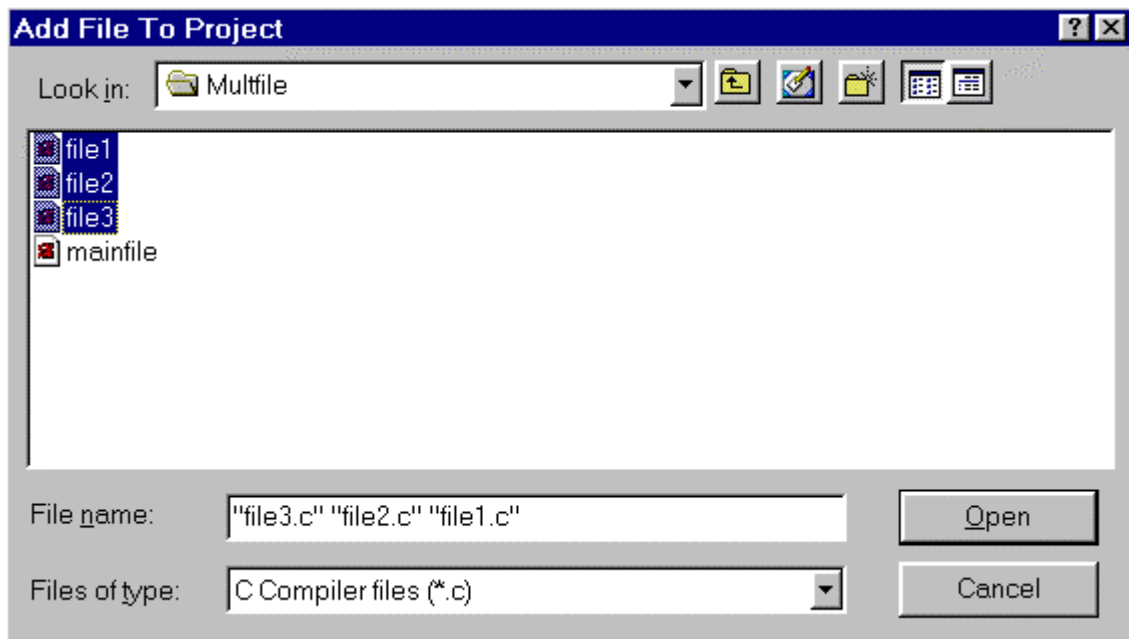 Add File To Project
Look in: Multfile
file1
file2
file3
mainfile
File name: "file3.c" "file2.c" "file1.c" Open
Files of type: C Compiler files (*.c) Cancel